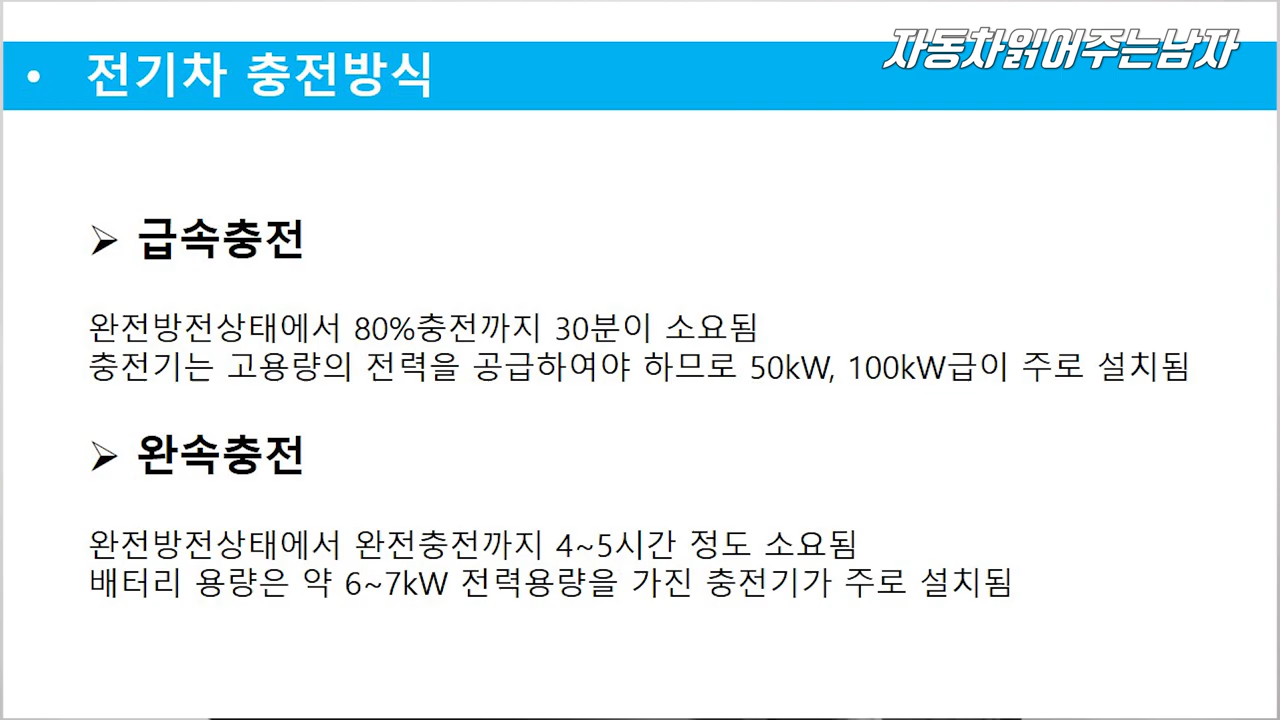 자동차읽어주는남자
• 전기차 충전방식
➢ 급속충전
완전방전상태에서 80%충전까지 30분이 소요됨
충전기는 고용량의 전력을 공급하여야 하므로 50kW, 100kW급이 주로 설치됨
➢ 완속충전
완전방전상태에서 완전충전까지 4~5시간 정도 소요됨
배터리 용량은 약 6~7kW 전력용량을 가진 충전기가 주로 설치됨